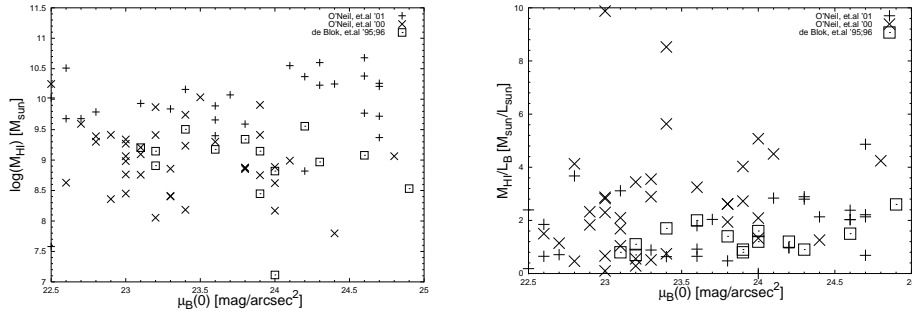 O'Neil, et.al '01
O'Neil, et.al '00
de Blok, et.al '95;96
11
10.5
10
9.5
9
8.5
8
7.5
7
log(M_HI) [M_sun]
22.5 23 23.5 24 24.5 25
μ_B(0) [mag/arcsec^2]
O'Neil, et.al '01
O'Neil, et.al '00
de Blok, et.al '95;96
10
8
6
4
2
0
M_HI/L_B [M_sun/L_sun]
22.5 23 23.5 24 24.5 25
μ_B(0) [mag/arcsec^2]